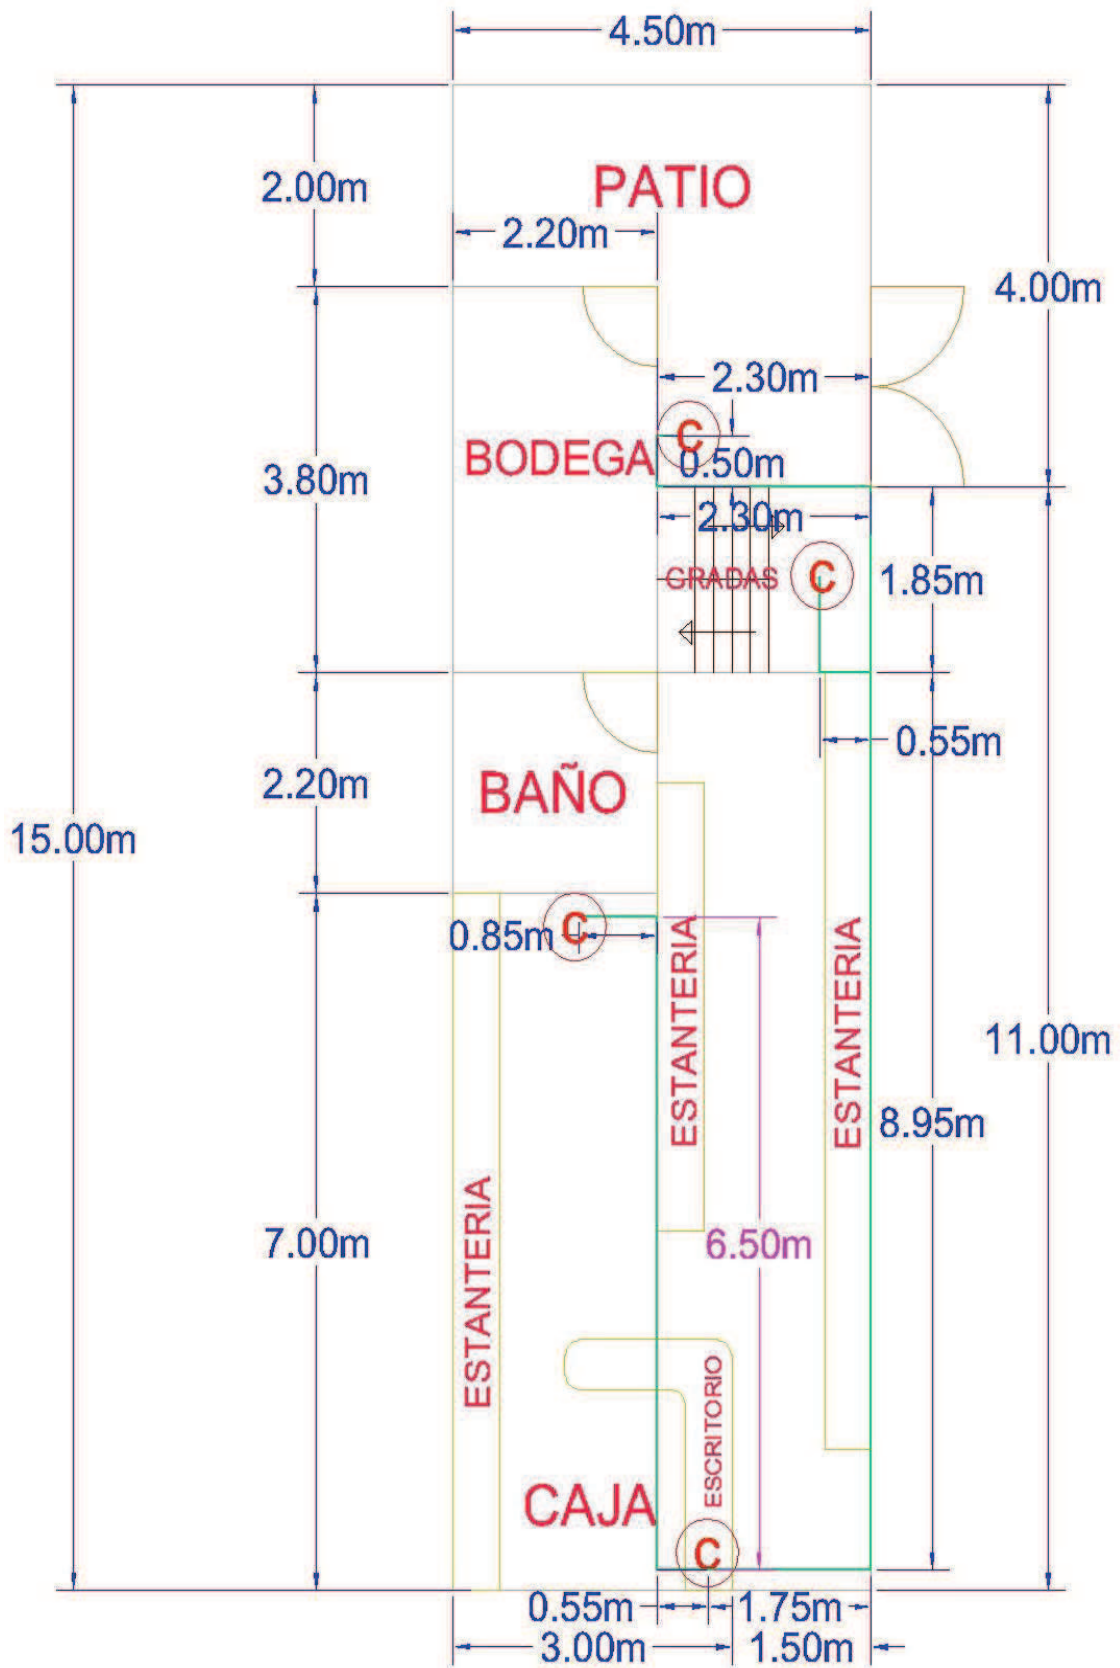 4.50m
2.00m
PATIO
2.20m
4.00m
2.30m
C
BODEGA
0.50m
3.80m
2.30m
C
GRADAS
1.85m
0.55m
2.20m
BAÑO
15.00m
C
0.85m
ESTANTERIA
ESTANTERIA
11.00m
8.95m
ESTANTERIA
7.00m
6.50m
ESCRITORIO
CAJA
C
0.55m
1.75m
3.00m
1.50m